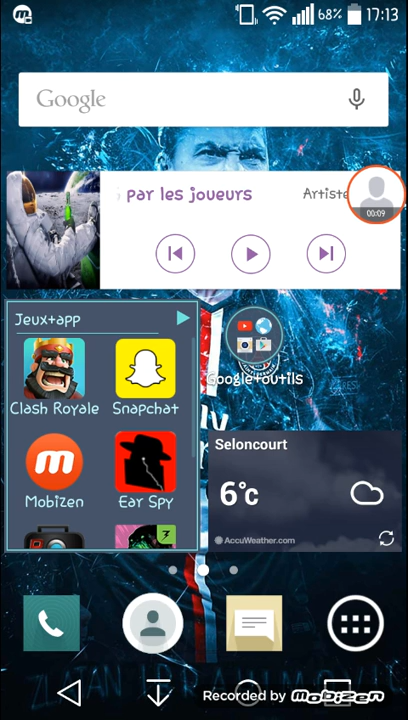 68% 17:13
Google
par les joueurs
Artiste
00:09
Jeux+app
Clash Royale
Snapchat
Google+outils
Mobizen
Ear Spy
Seloncourt
6°c
AccuWeather.com
Recorded by mobizen